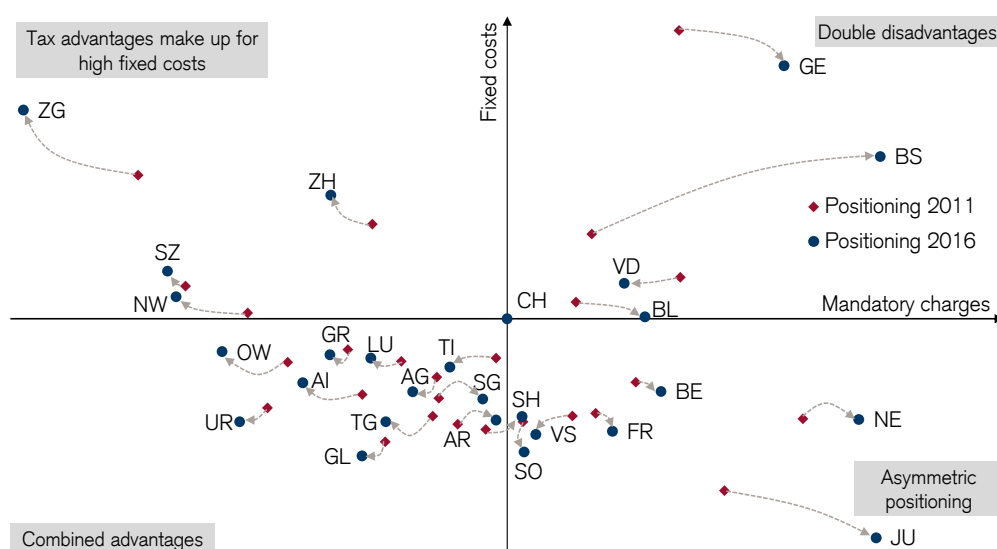 Tax advantages make up for
high fixed costs
Fixed costs
Double disadvantages
GE
ZG
BS
ZH
Positioning 2011
Positioning 2016
SZ
VD
NW
CH
BL
Mandatory charges
OW
GR
LU
TI
AI
AG
SG
BE
UR
TG
AR
SH
VS
FR
NE
GL
SO
Asymmetric
positioning
JU
Combined advantages